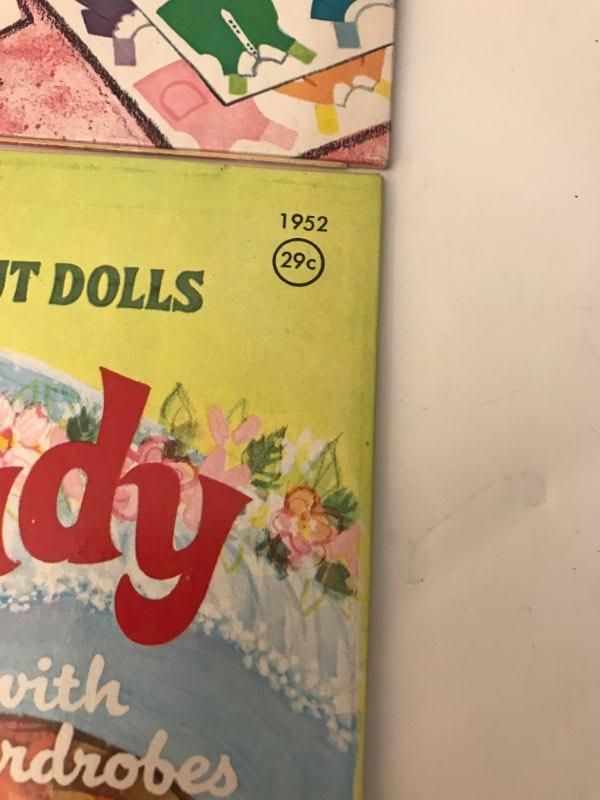 1952
29c
UT DOLLS
dy
with
rdrobes